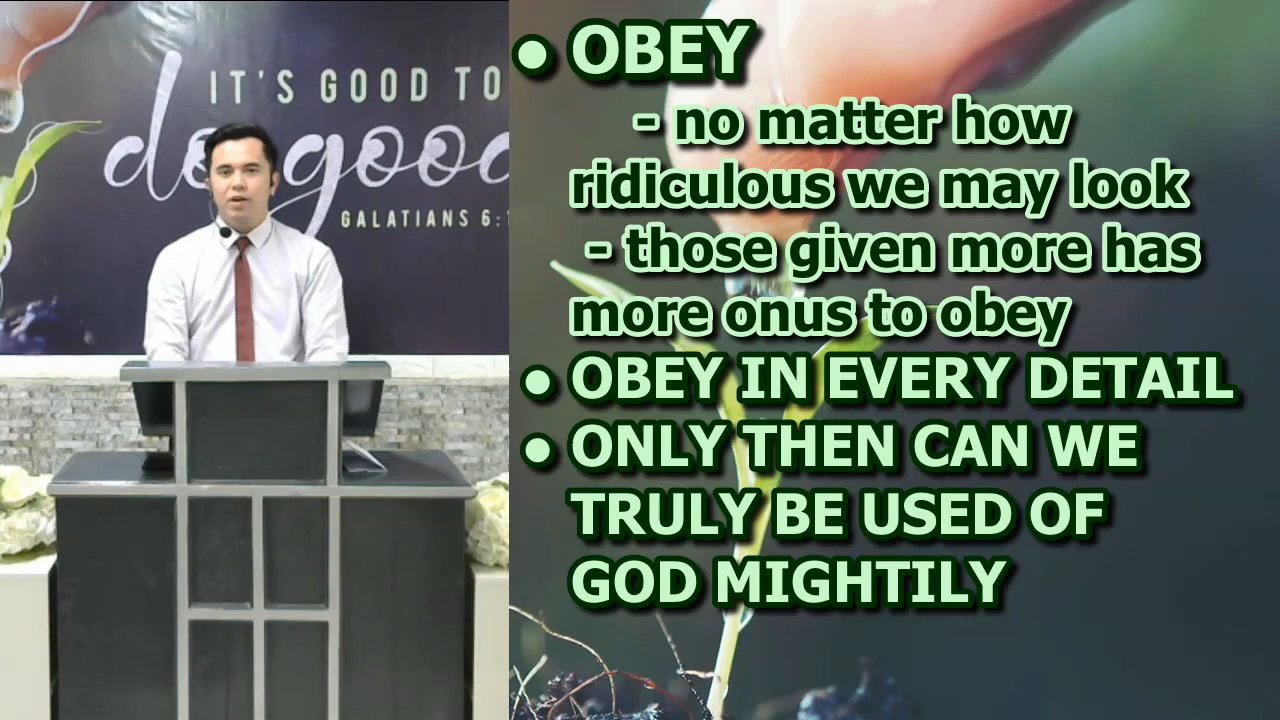 IT'S GOOD TO
do good
GALATIANS 6:
● OBEY
- no matter how
ridiculous we may look
- those given more has
more onus to obey
● OBEY IN EVERY DETAIL
● ONLY THEN CAN WE
TRULY BE USED OF
GOD MIGHTILY